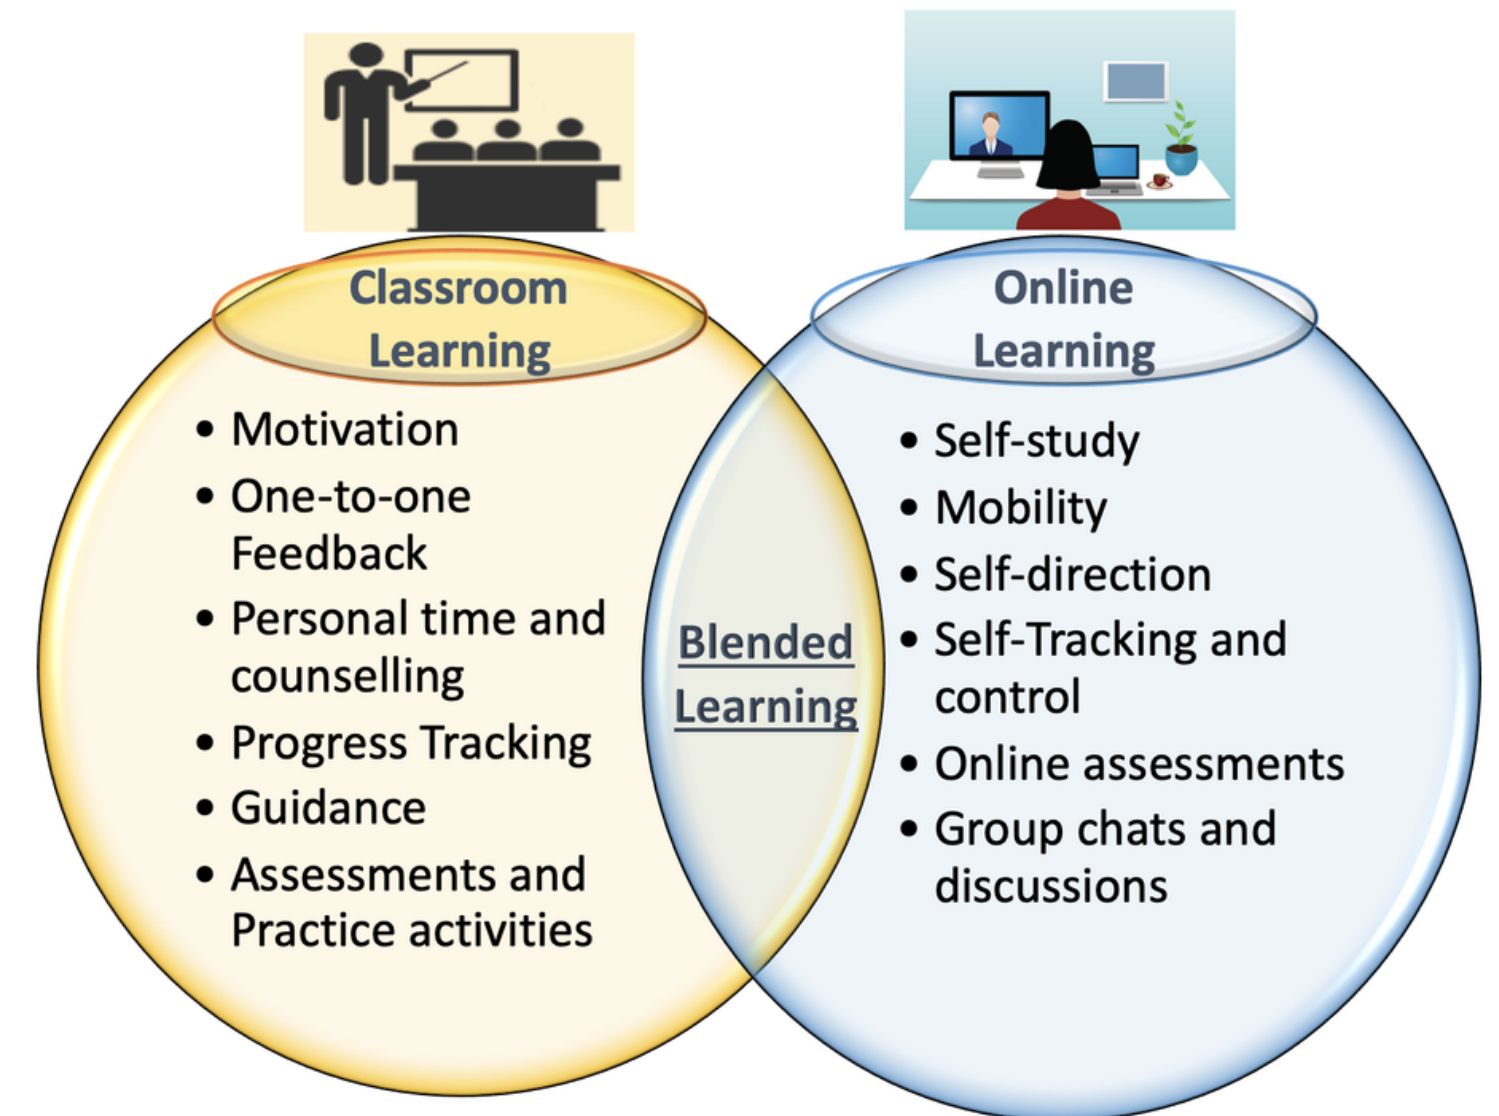 Classroom
Learning
• Motivation
• One-to-one
Feedback
• Personal time and
counselling
• Progress Tracking
• Guidance
• Assessments and
Practice activities
Blended
Learning
Online
Learning
• Self-study
• Mobility
• Self-direction
• Self-Tracking and
control
• Online assessments
• Group chats and
discussions